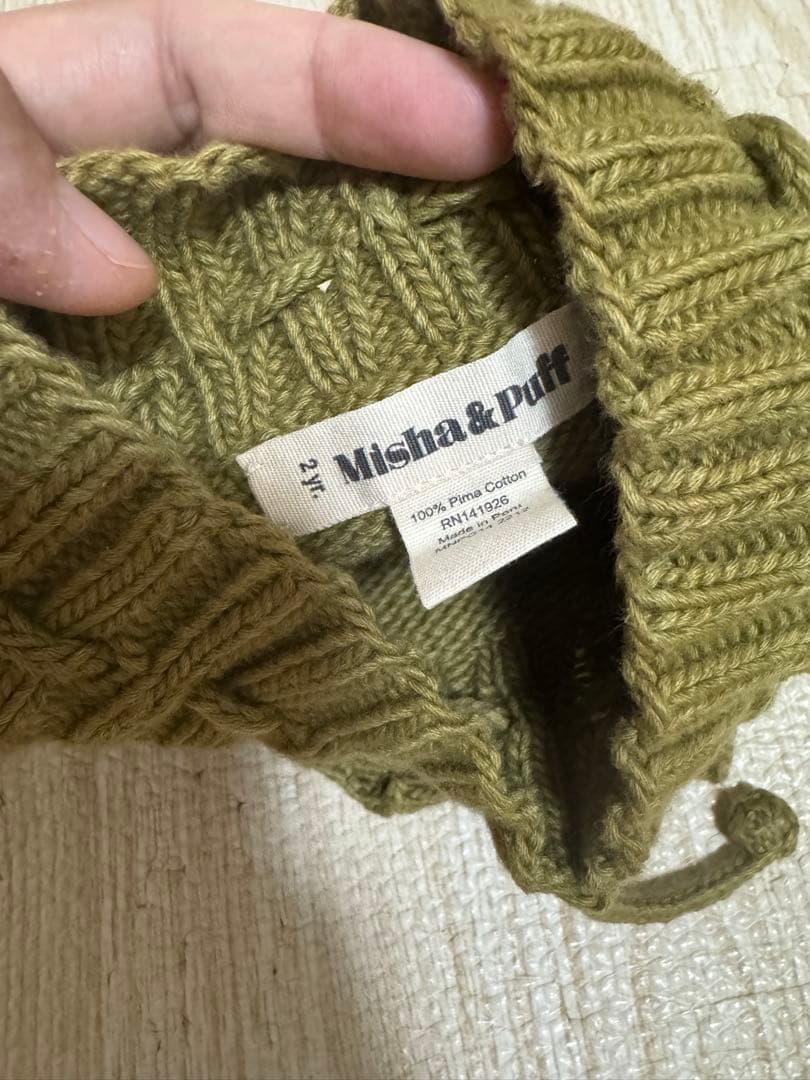 Misha & Puff
2 yr.
100% Pima Cotton
RN141926
Made in Peru